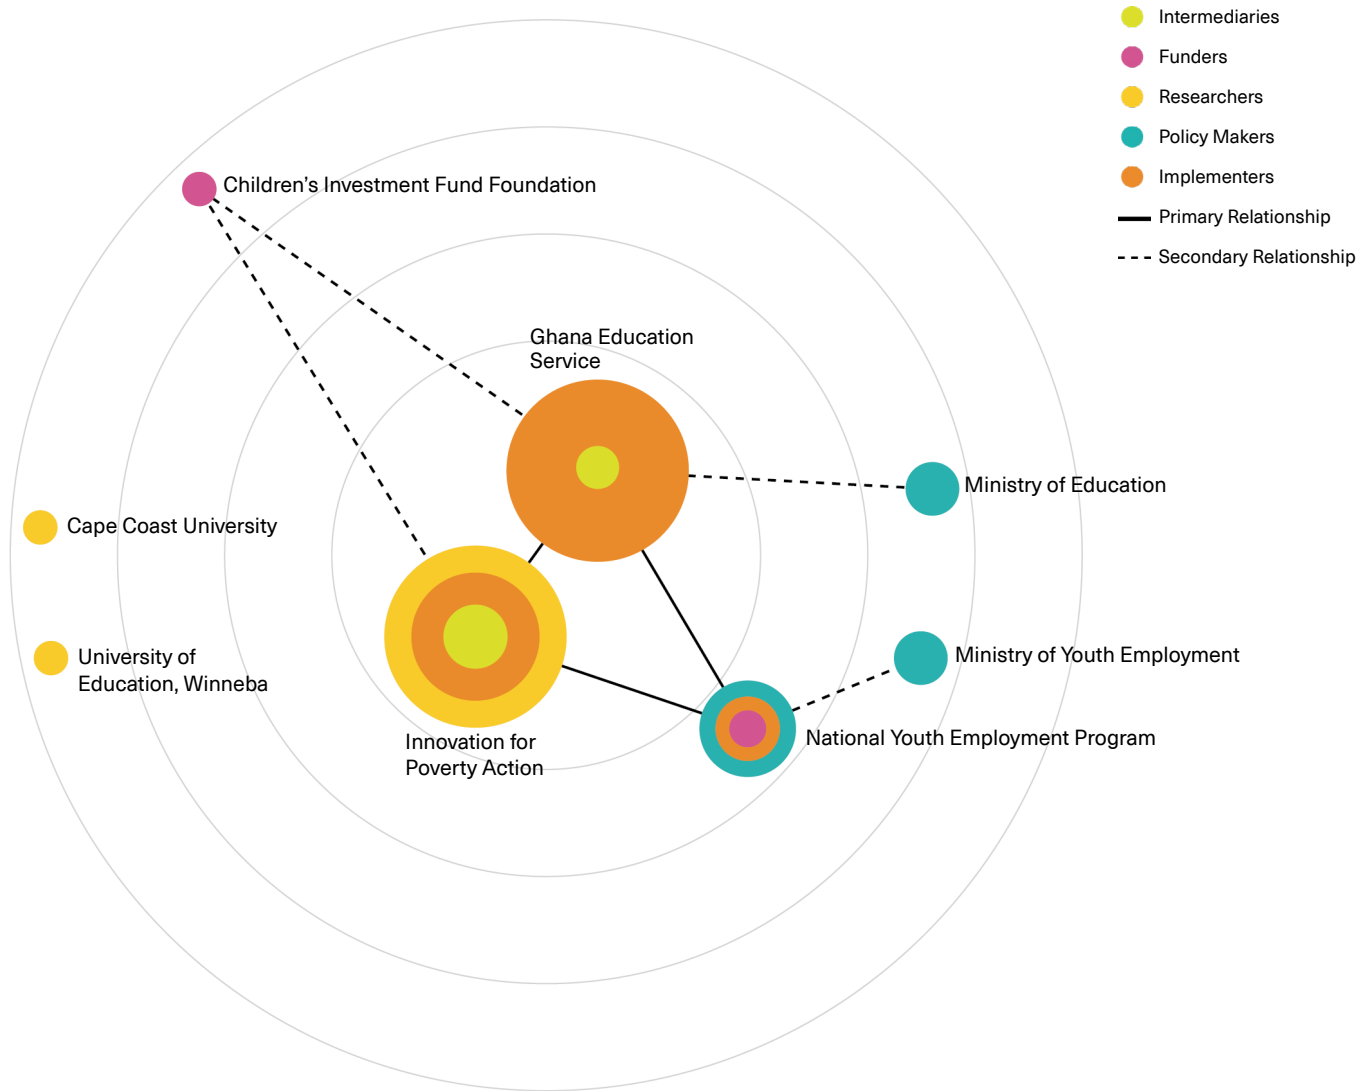 Intermediaries
Funders
Researchers
Policy Makers
Implementers
Primary Relationship
Secondary Relationship
Children’s Investment Fund Foundation
Ghana Education
Service
Ministry of Education
Cape Coast University
University of
Education, Winneba
Ministry of Youth Employment
National Youth Employment Program
Innovation for
Poverty Action